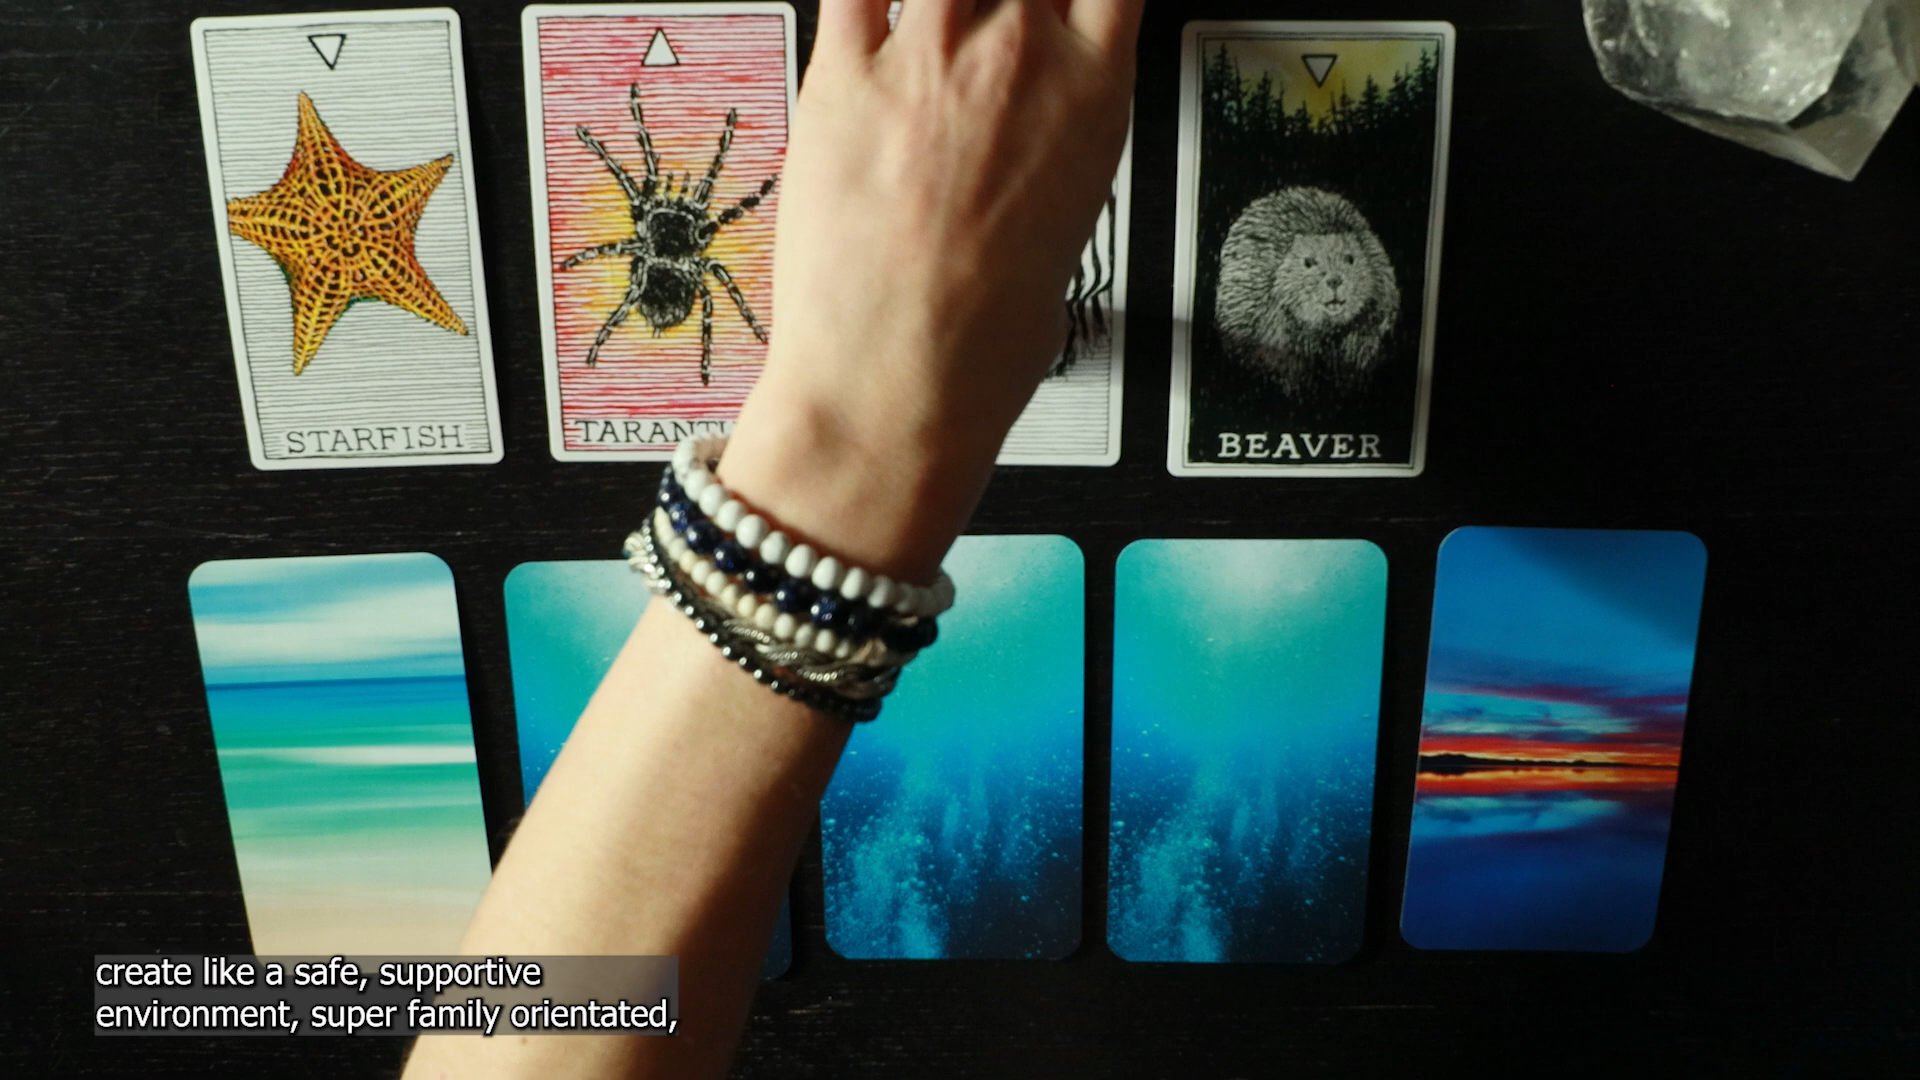 STARFISH
BEAVER
create like a safe, supportive
environment, super family orientated,